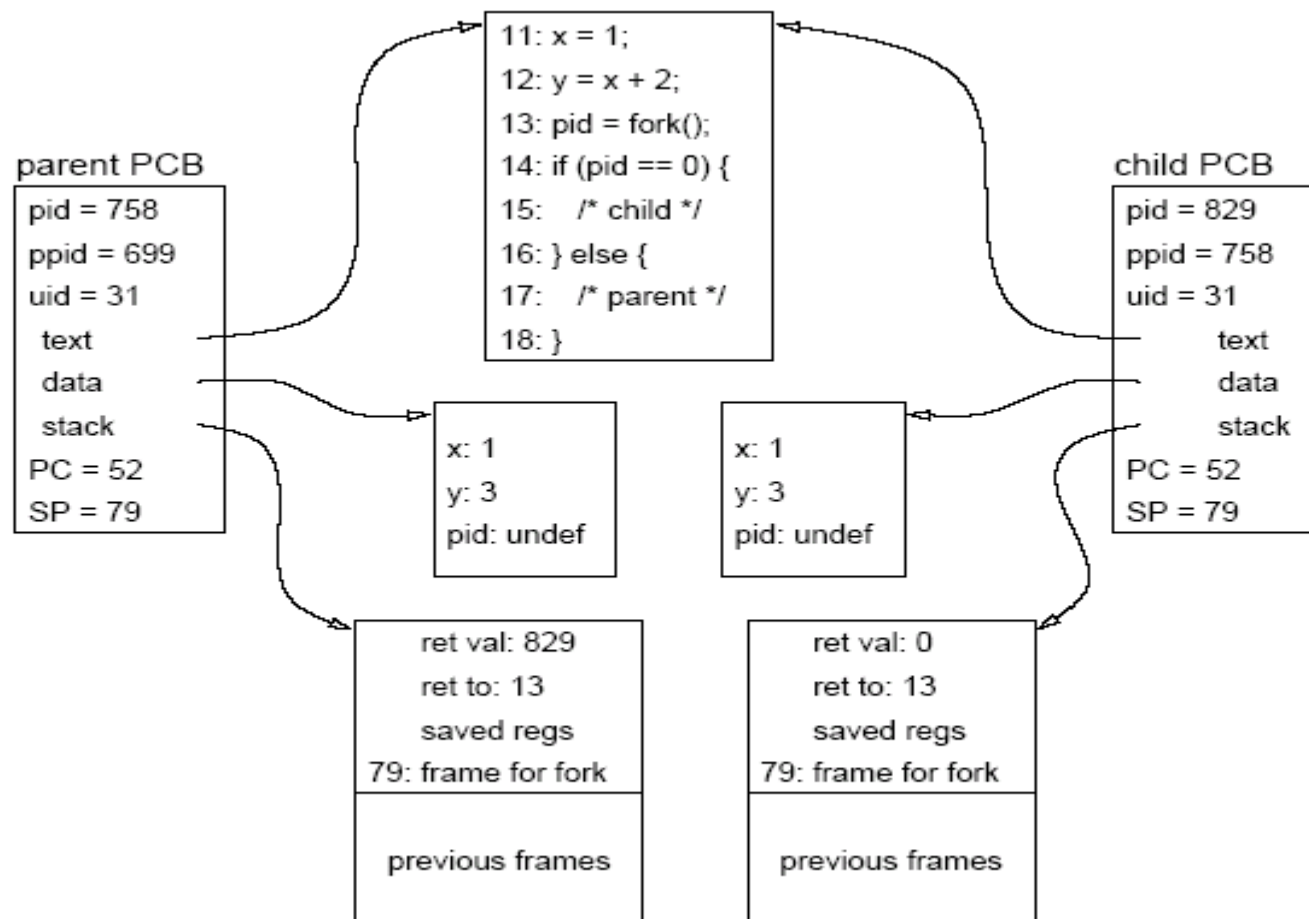 11: x = 1;
12: y = x + 2;
13: pid = fork();
14: if (pid == 0) {
15: /* child */
16: } else {
17: /* parent */
18: }
parent PCB
pid = 758
ppid = 699
uid = 31
text
data
stack
PC = 52
SP = 79
child PCB
pid = 829
ppid = 758
uid = 31
text
data
stack
PC = 52
SP = 79
x: 1
y: 3
pid: undef
x: 1
y: 3
pid: undef
ret val: 829
ret to: 13
saved regs
79: frame for fork
previous frames
ret val: 0
ret to: 13
saved regs
79: frame for fork
previous frames